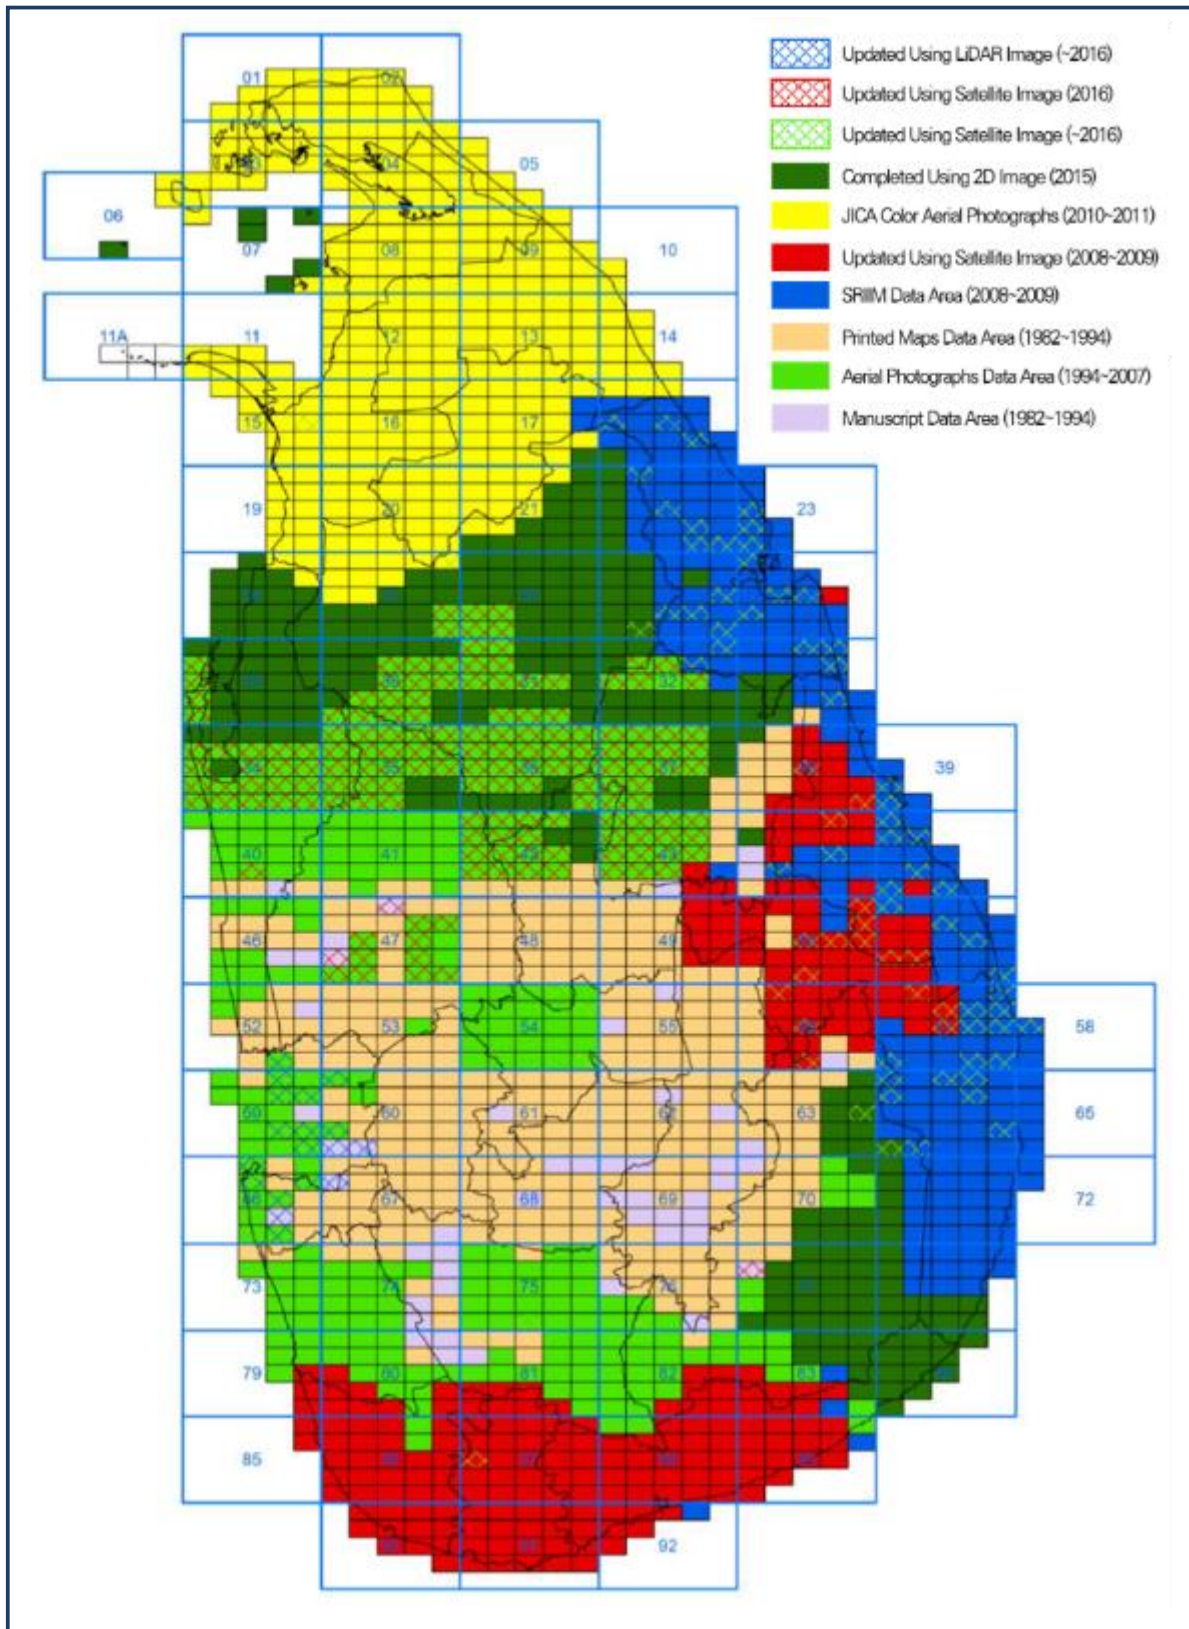 Updated Using LiDAR Image (~2016)
Updated Using Satellite Image (2016)
Updated Using Satellite Image (~2016)
Completed Using 2D Image (2015)
JICA Color Aerial Photographs (2010~2011)
Updated Using Satellite Image (2008~2009)
SRIIM Data Area (2008~2009)
Printed Maps Data Area (1982~1994)
Aerial Photographs Data Area (1994~2007)
Manuscript Data Area (1982~1994)
01 02
03 04 05
06 07 08 09 10
11A 11 12 13 14
15 16 17
19 20 21 23
39
40 41
46 47 48 49
52 53 54 55 58
59 60 61 62 63 65
66 67 68 69 70 72
73 74 75 76
79 80 81 82 83
85
92